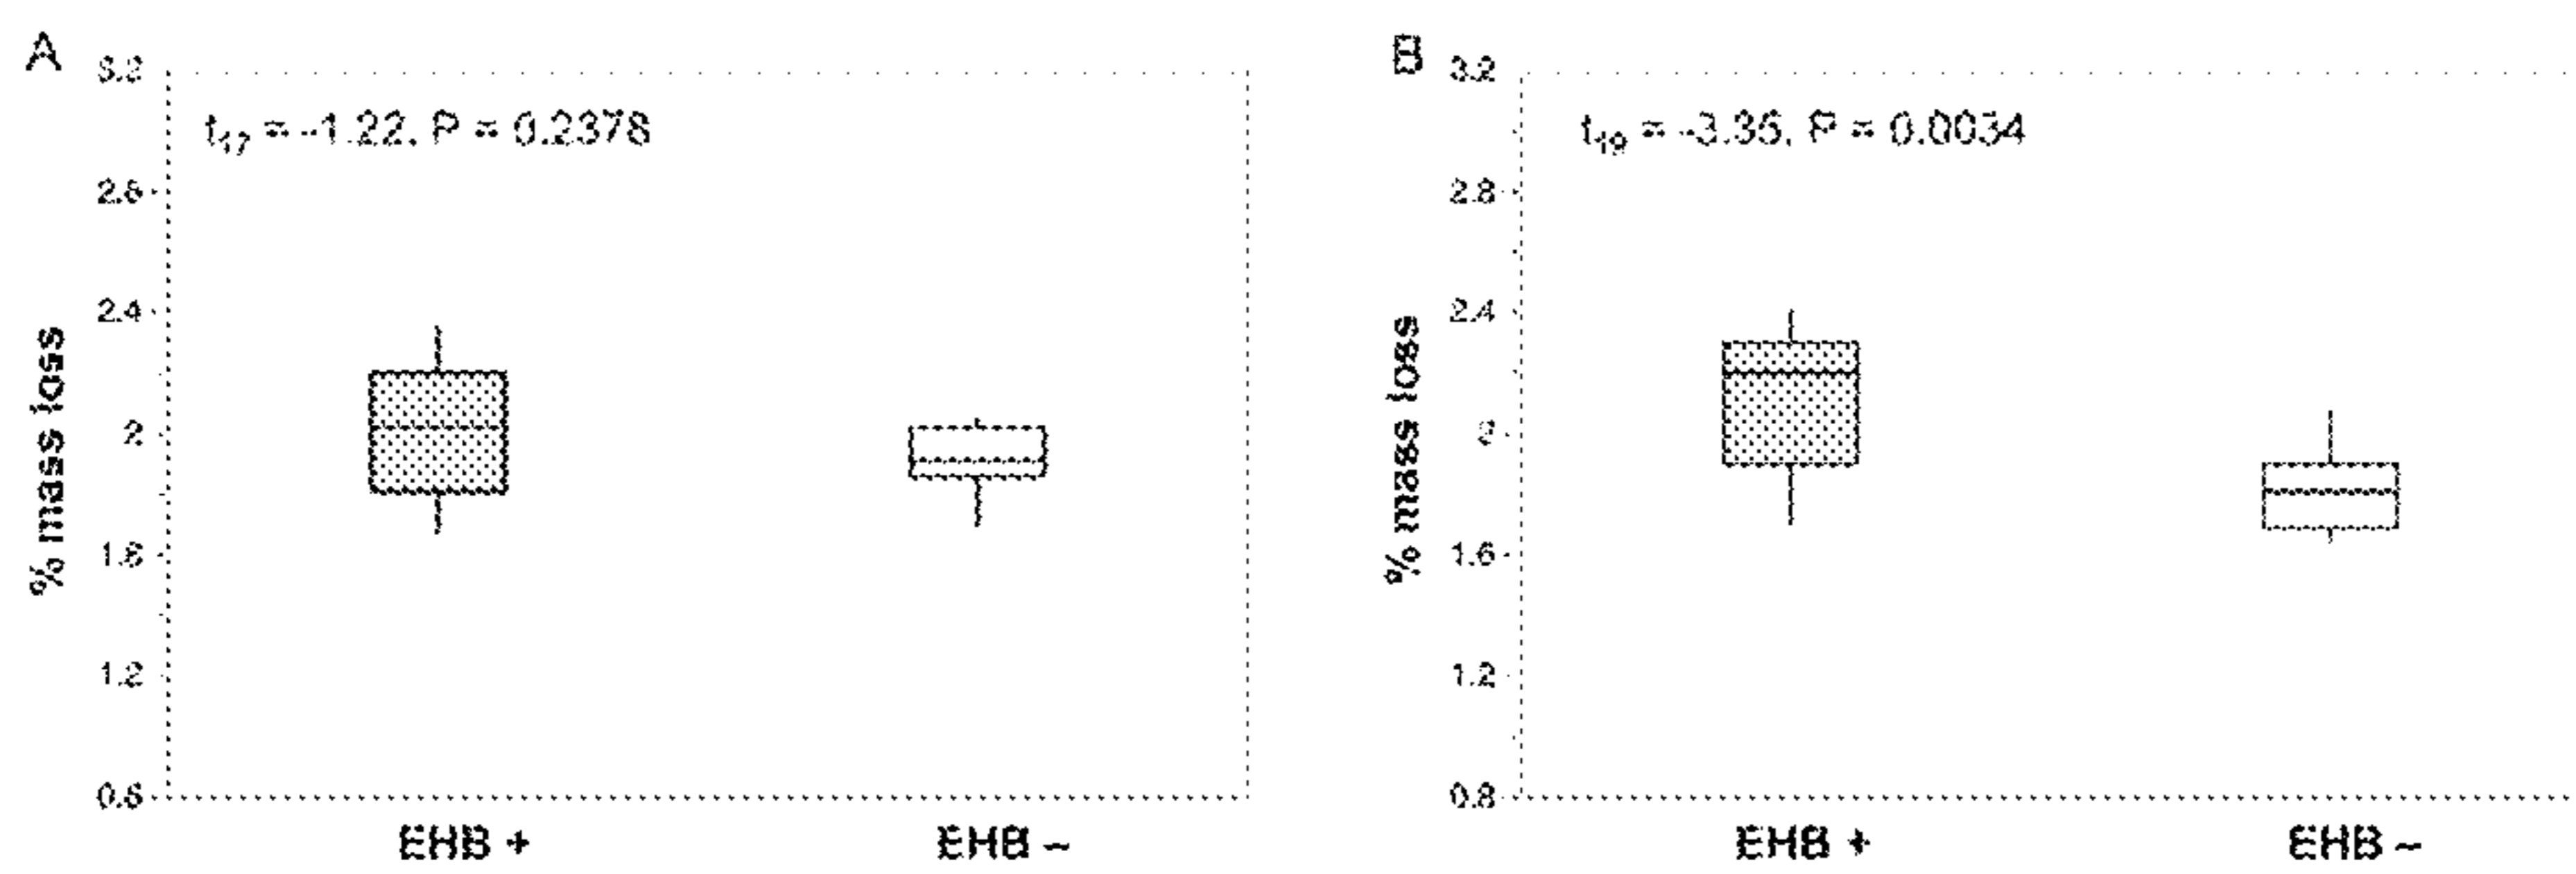 A
3.2
t17 = -1.22, P = 0.2378
2.8
2.4
2
1.6
1.2
0.8
% mass loss
EHB +
EHB –
B
3.2
t19 = -3.35, P = 0.0034
2.8
2.4
2
1.6
1.2
0.8
% mass loss
EHB +
EHB –